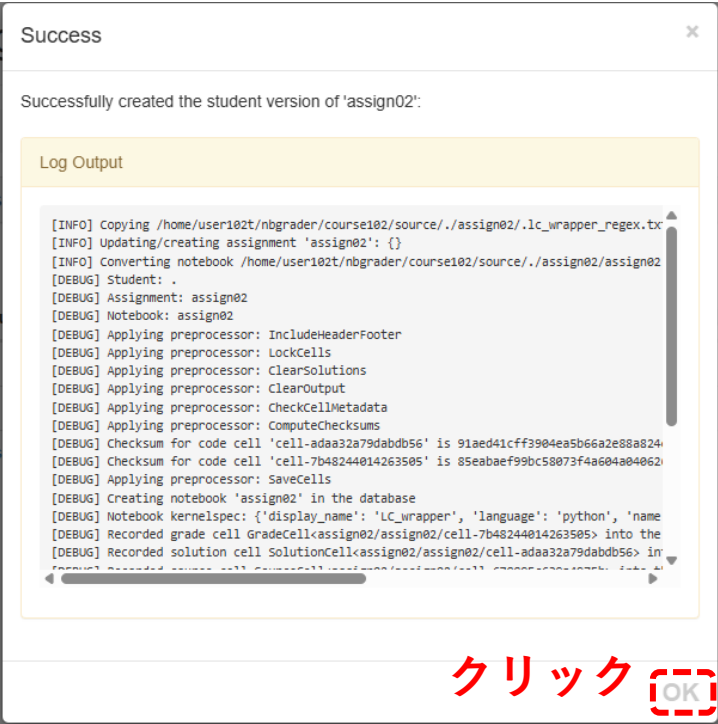 Success
×
Successfully created the student version of 'assign02':
Log Output
[INFO] Copying /home/user102t/nbgrader/course102/source/./assign02/.lc_wrapper_regex.tx
[INFO] Updating/creating assignment 'assign02': {}
[INFO] Converting notebook /home/user102t/nbgrader/course102/source/./assign02/assign02
[DEBUG] Student: .
[DEBUG] Assignment: assign02
[DEBUG] Notebook: assign02
[DEBUG] Applying preprocessor: IncludeHeaderFooter
[DEBUG] Applying preprocessor: LockCells
[DEBUG] Applying preprocessor: ClearSolutions
[DEBUG] Applying preprocessor: ClearOutput
[DEBUG] Applying preprocessor: CheckCellMetadata
[DEBUG] Applying preprocessor: ComputeChecksums
[DEBUG] Checksum for code cell 'cell-adaa32a79dabdb56' is 91aed41cff3904ea5b66a2e88a824
[DEBUG] Checksum for code cell 'cell-7b48244014263505' is 85eabaef99bc58073f4a604a04062
[DEBUG] Applying preprocessor: SaveCells
[DEBUG] Creating notebook 'assign02' in the database
[DEBUG] Notebook kernelspec: {'display_name': 'LC_wrapper', 'language': 'python', 'name
[DEBUG] Recorded grade cell GradeCell<assign02/assign02/cell-7b48244014263505> into the
[DEBUG] Recorded solution cell SolutionCell<assign02/assign02/cell-adaa32a79dabdb56> in
クリック
OK